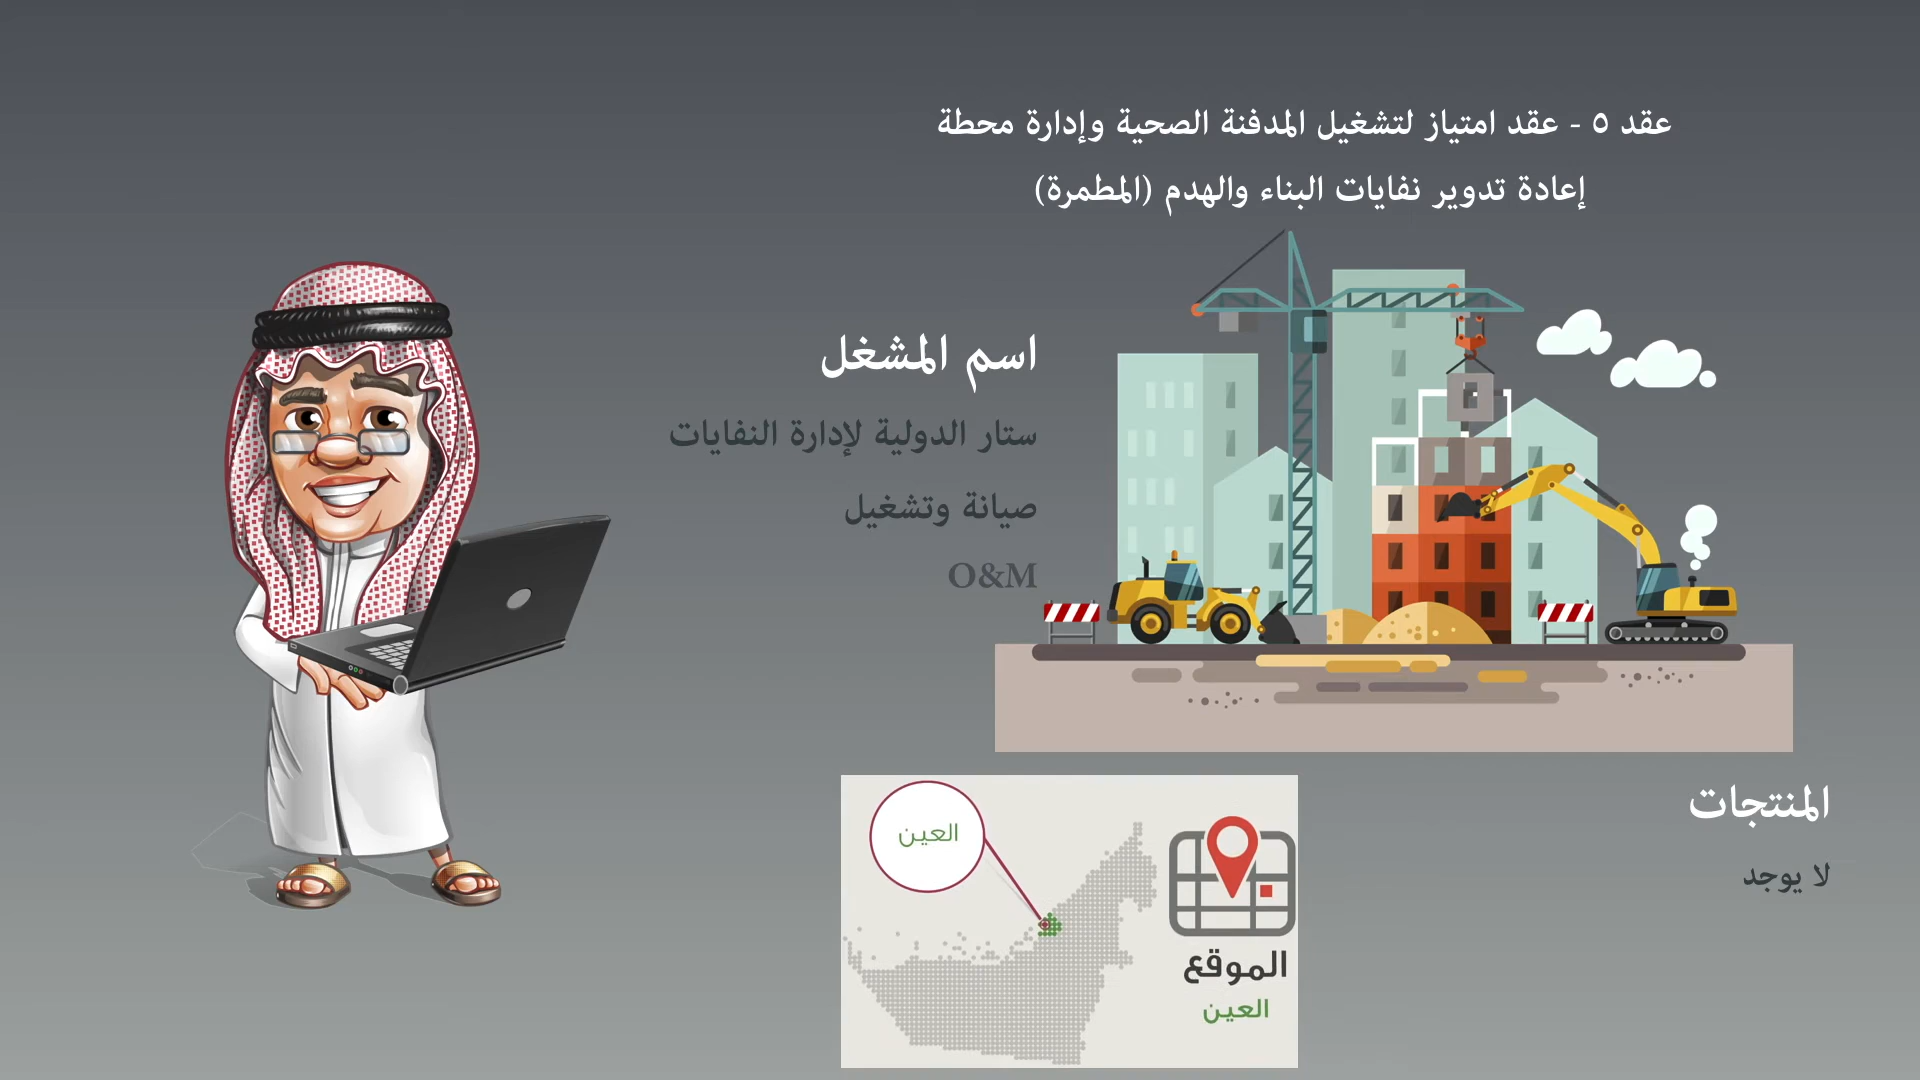 عقد ٥ - عقد امتياز لتشغيل المدفنة الصحية وإدارة محطة
إعادة تدوير نفايات البناء والهدم (المطمرة)
اسم المشغل
ستار الدولية لإدارة النفايات
صيانة وتشغيل
O&M
المنتجات
لا يوجد
العين
الموقع
العين